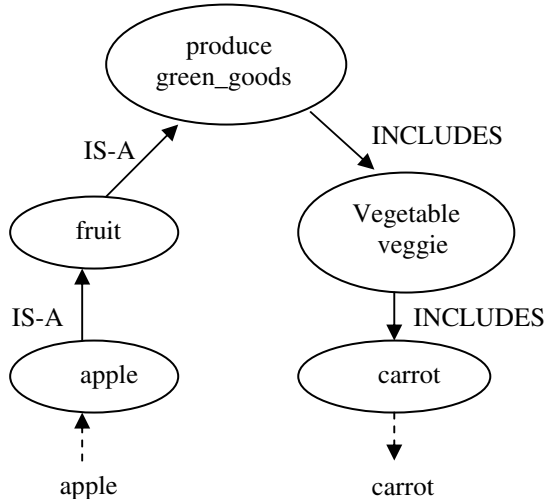 produce
green_goods
IS-A
INCLUDES
fruit
Vegetable
veggie
IS-A
INCLUDES
apple
carrot
apple
carrot